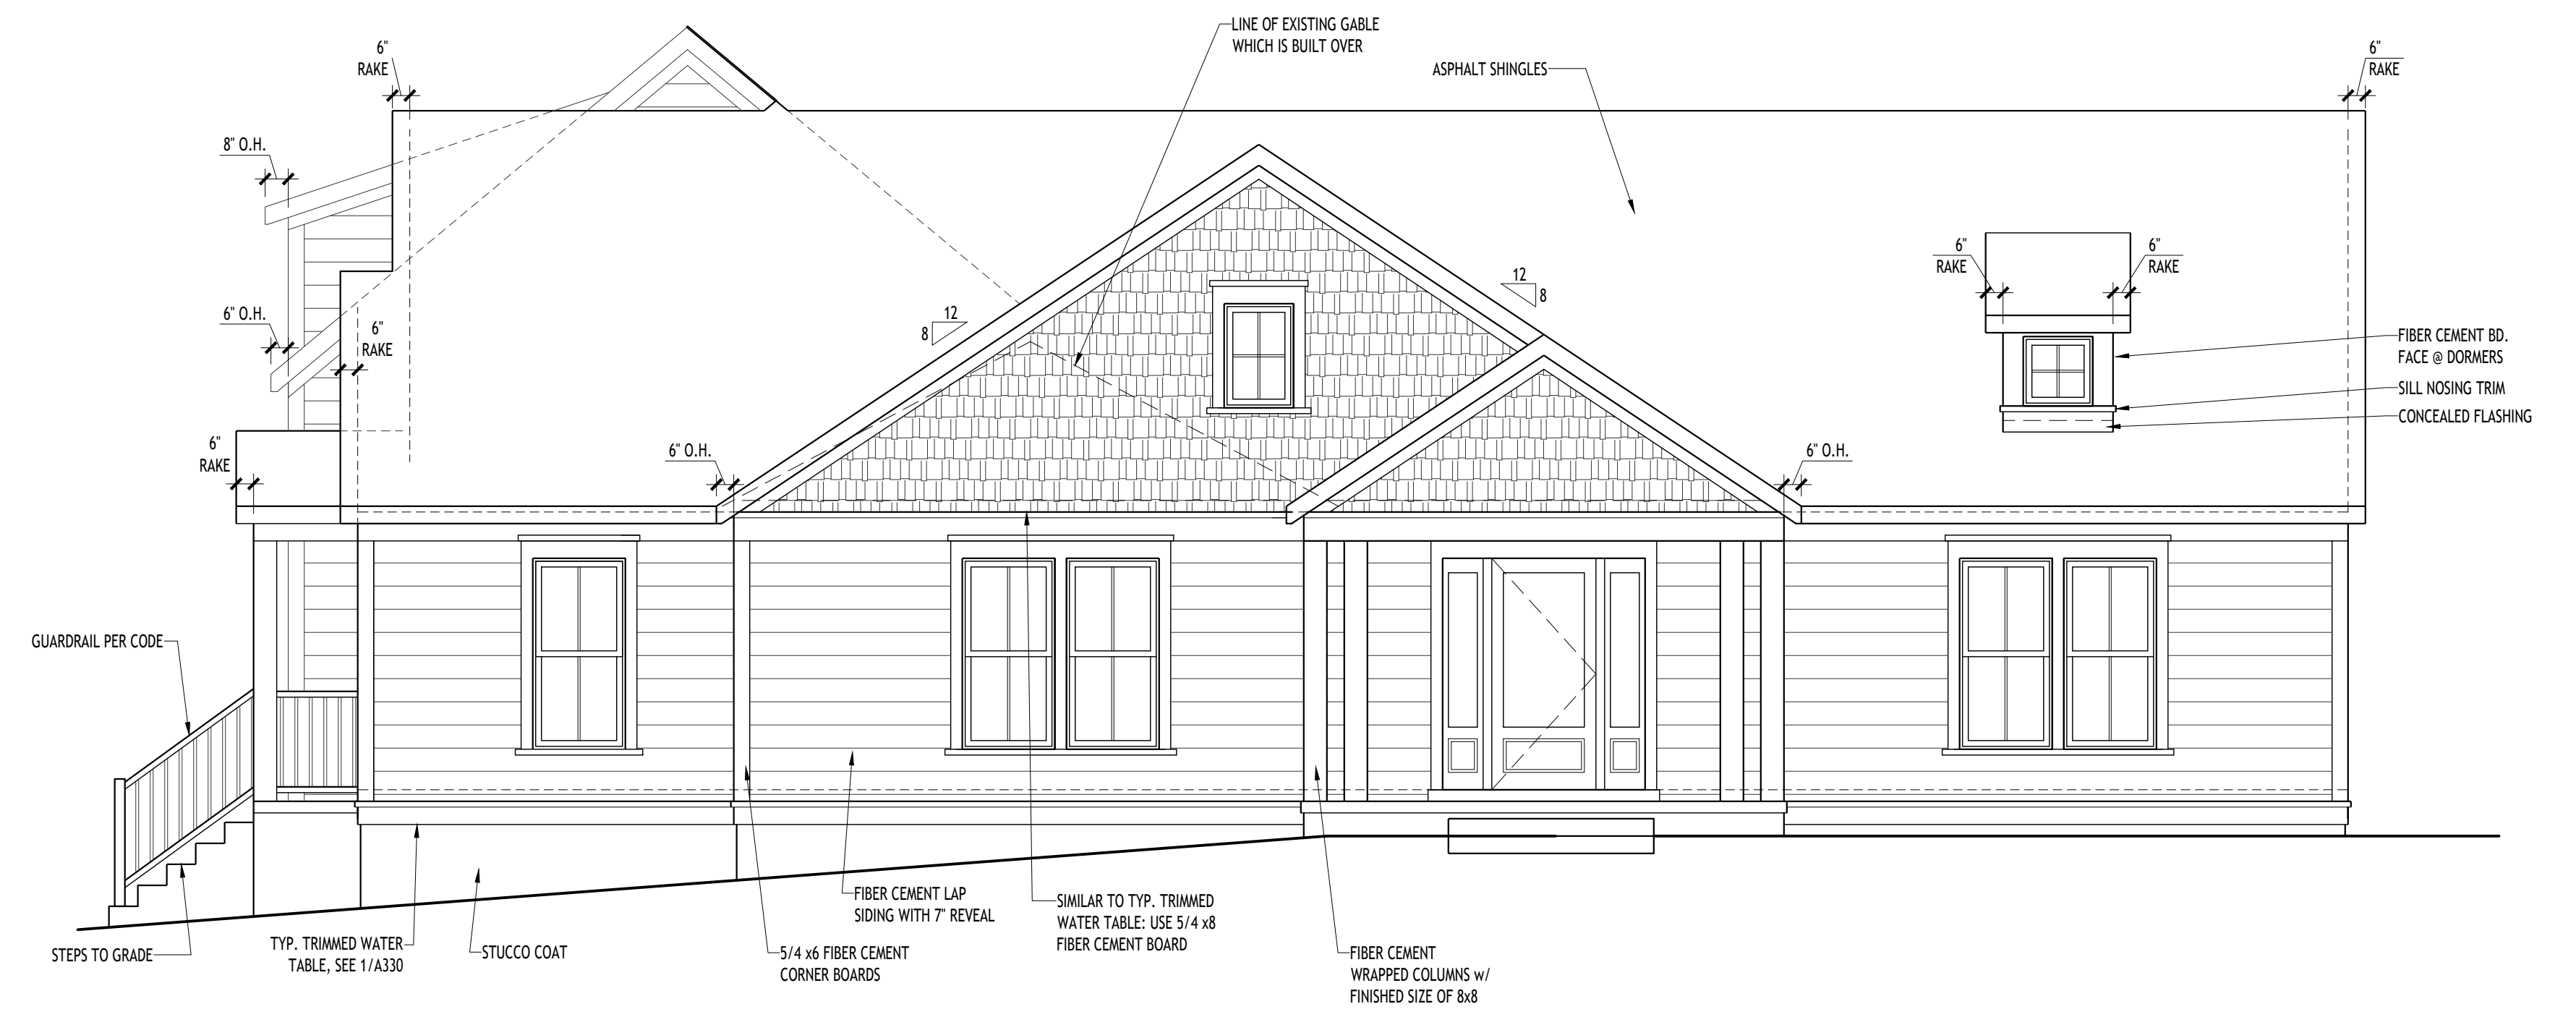 LINE OF EXISTING GABLE
WHICH IS BUILT OVER
6"
RAKE
6"
RAKE
ASPHALT SHINGLES
8" O.H.
6"
RAKE
6"
RAKE
12
8
6" O.H.
12
8
6"
RAKE
FIBER CEMENT BD.
FACE @ DORMERS
SILL NOSING TRIM
CONCEALED FLASHING
6"
RAKE
6" O.H.
6" O.H.
GUARDRAIL PER CODE
FIBER CEMENT LAP
SIDING WITH 7" REVEAL
SIMILAR TO TYP. TRIMMED
WATER TABLE: USE 5/4 x8
FIBER CEMENT BOARD
STEPS TO GRADE
TYP. TRIMMED WATER
TABLE, SEE 1/A330
STUCCO COAT
5/4 x6 FIBER CEMENT
CORNER BOARDS
FIBER CEMENT
WRAPPED COLUMNS w/
FINISHED SIZE OF 8x8